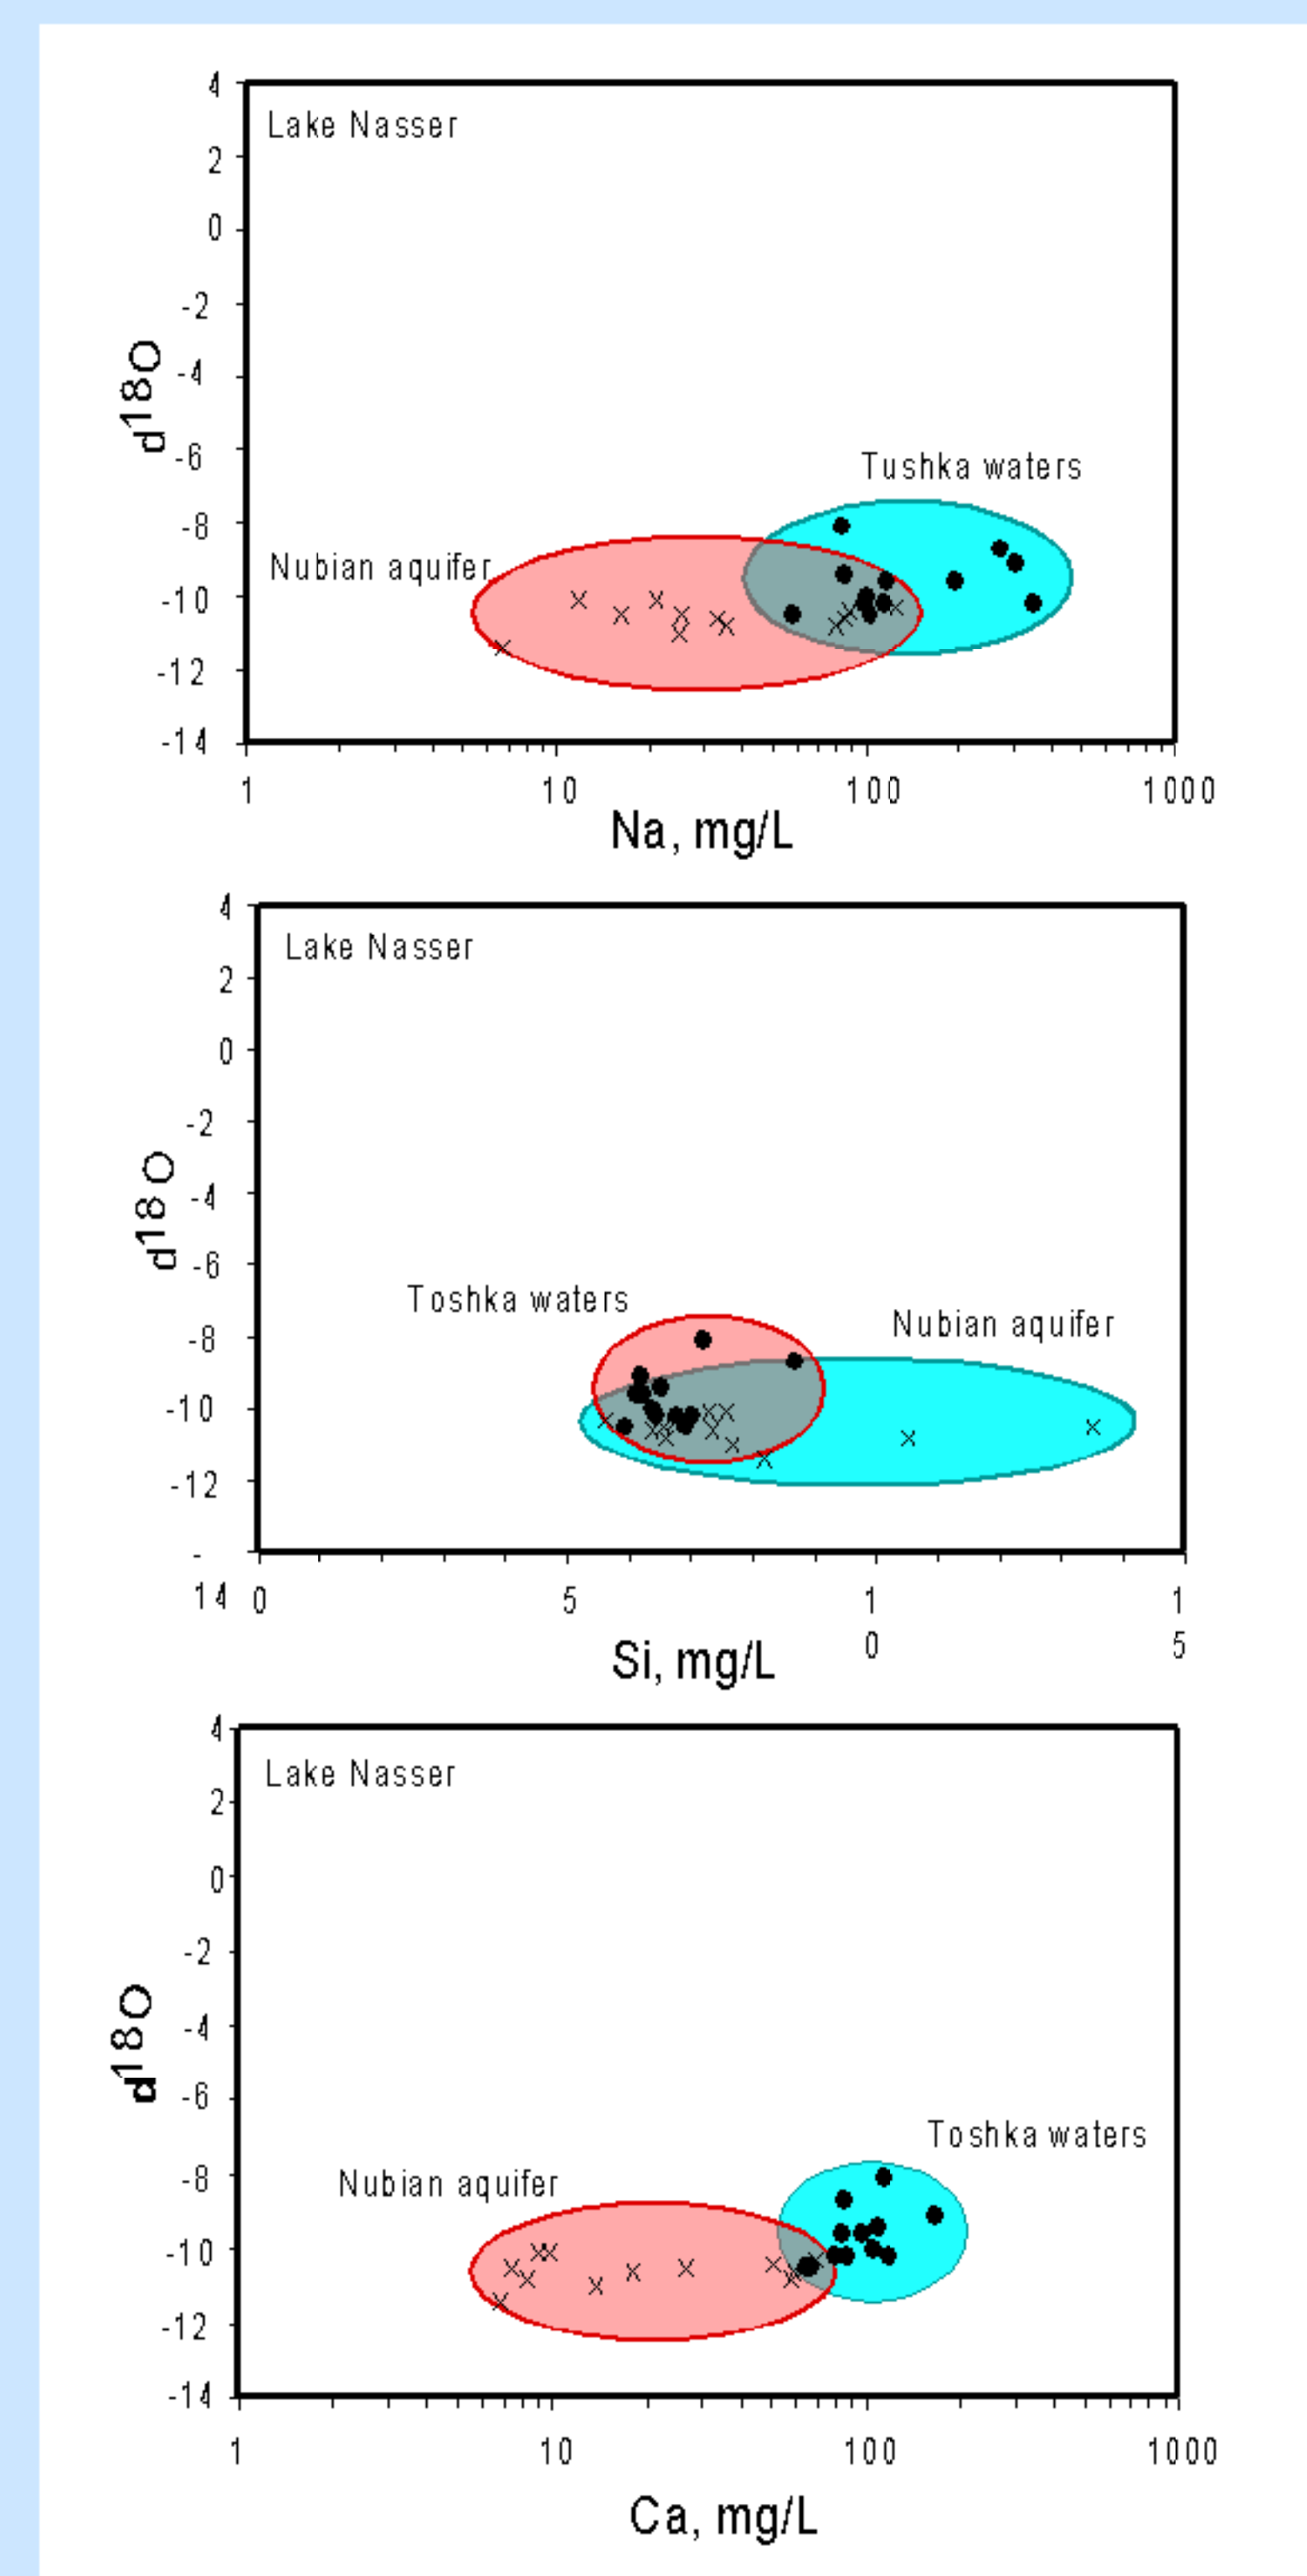 4
Lake Nasser
2
0
-2
-4
d18O
-6
Tushka waters
-8
Nubian aquifer
-10
-12
-14
1 10 100 1000
Na, mg/L
4
Lake Nasser
2
0
-2
-4
d18O
-6
Toshka waters
Nubian aquifer
-8
-10
-12
-
14 0 5 1 1
0 5
Si, mg/L
4
Lake Nasser
2
0
-2
-4
d18O
-6
Toshka waters
-8
Nubian aquifer
-10
-12
-14
1 10 100 1000
Ca, mg/L